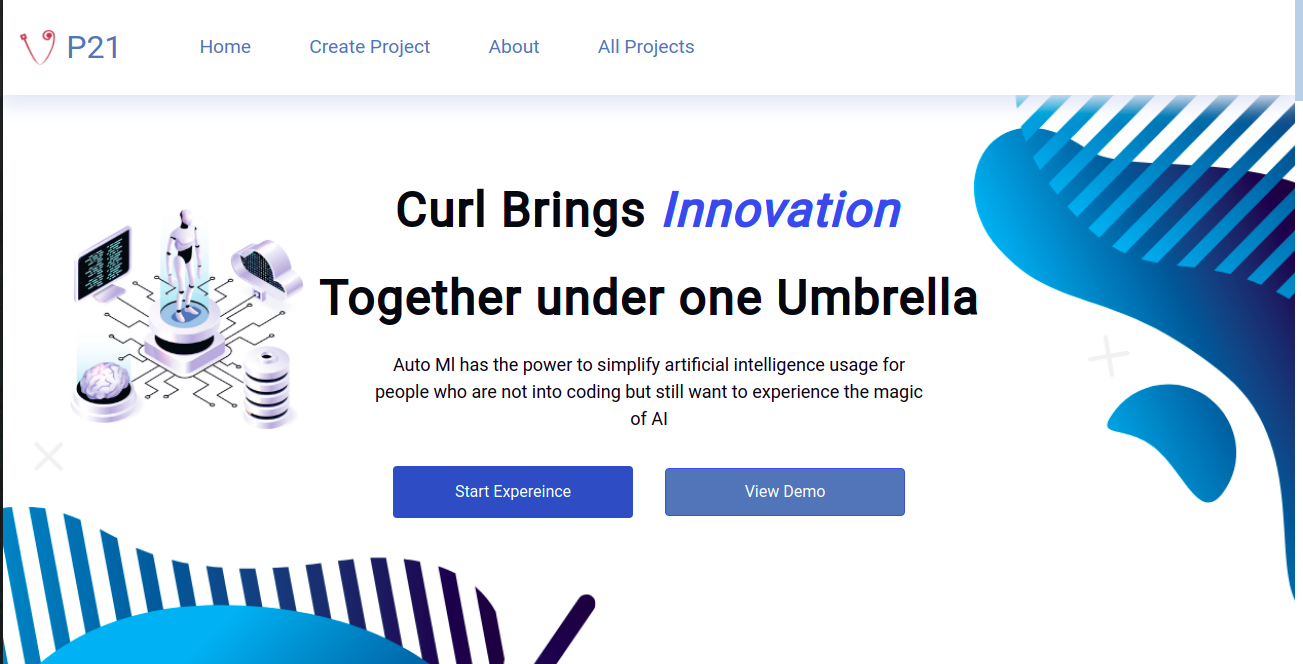 P21
Home
Create Project
About
All Projects
Curl Brings Innovation
Together under one Umbrella
Auto Ml has the power to simplify artificial intelligence usage for
people who are not into coding but still want to experience the magic
of AI
Start Expereince
View Demo